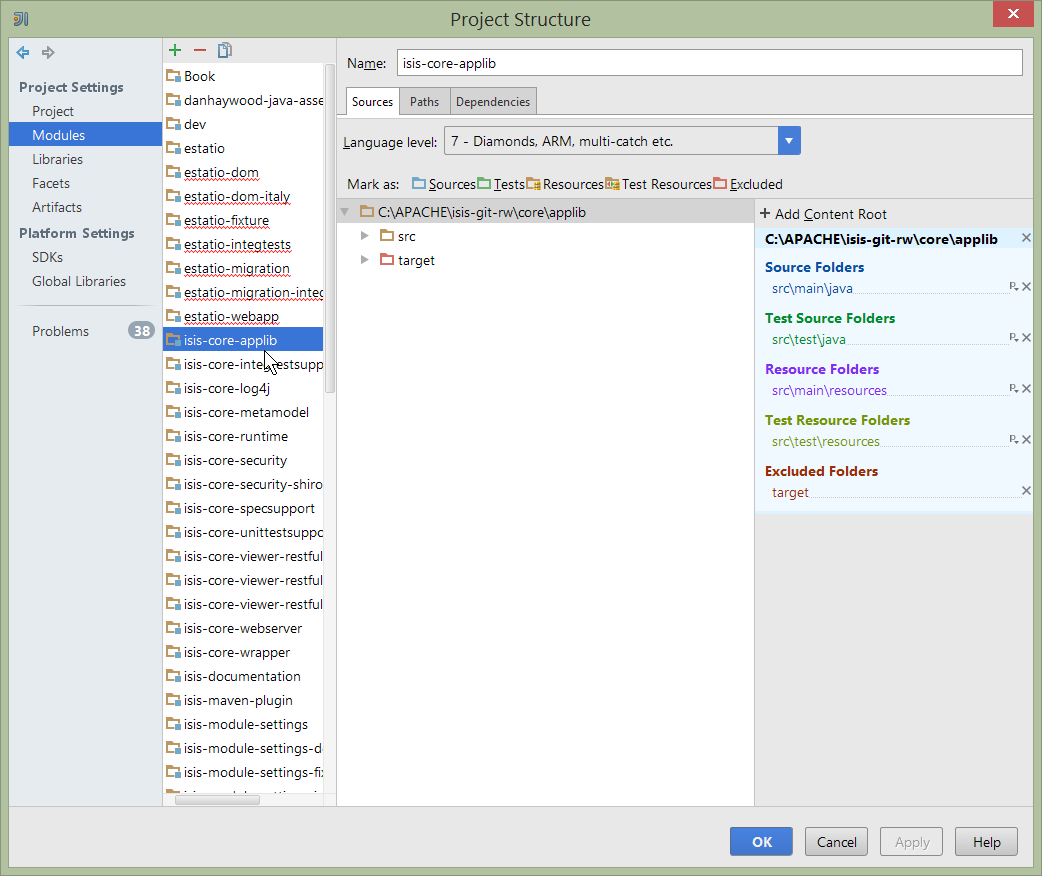 Project Structure
Project Settings
Project
Modules
Libraries
Facets
Artifacts
Platform Settings
SDKs
Global Libraries
Problems 38
Book
danhaywood-java-asse
dev
estatio
estatio-dom
estatio-dom-italy
estatio-fixture
estatio-integtests
estatio-migration
estatio-migration-integ
estatio-webapp
isis-core-applib
isis-core-integtestsupp
isis-core-log4j
isis-core-metamodel
isis-core-runtime
isis-core-security
isis-core-security-shiro
isis-core-specsupport
isis-core-unittestsuppo
isis-core-viewer-restful
isis-core-viewer-restful
isis-core-viewer-restful
isis-core-webserver
isis-core-wrapper
isis-documentation
isis-maven-plugin
isis-module-settings
isis-module-settings-d
isis-module-settings-fix
Name: isis-core-applib
Sources Paths Dependencies
Language level: 7 - Diamonds, ARM, multi-catch etc.
Mark as: Sources Tests Resources Test Resources Excluded
C:\APACHE\isis-git-rw\core\applib
src
target
+ Add Content Root
C:\APACHE\isis-git-rw\core\applib
Source Folders
src\main\java
Test Source Folders
src\test\java
Resource Folders
src\main\resources
Test Resource Folders
src\test\resources
Excluded Folders
target
OK Cancel Apply Help